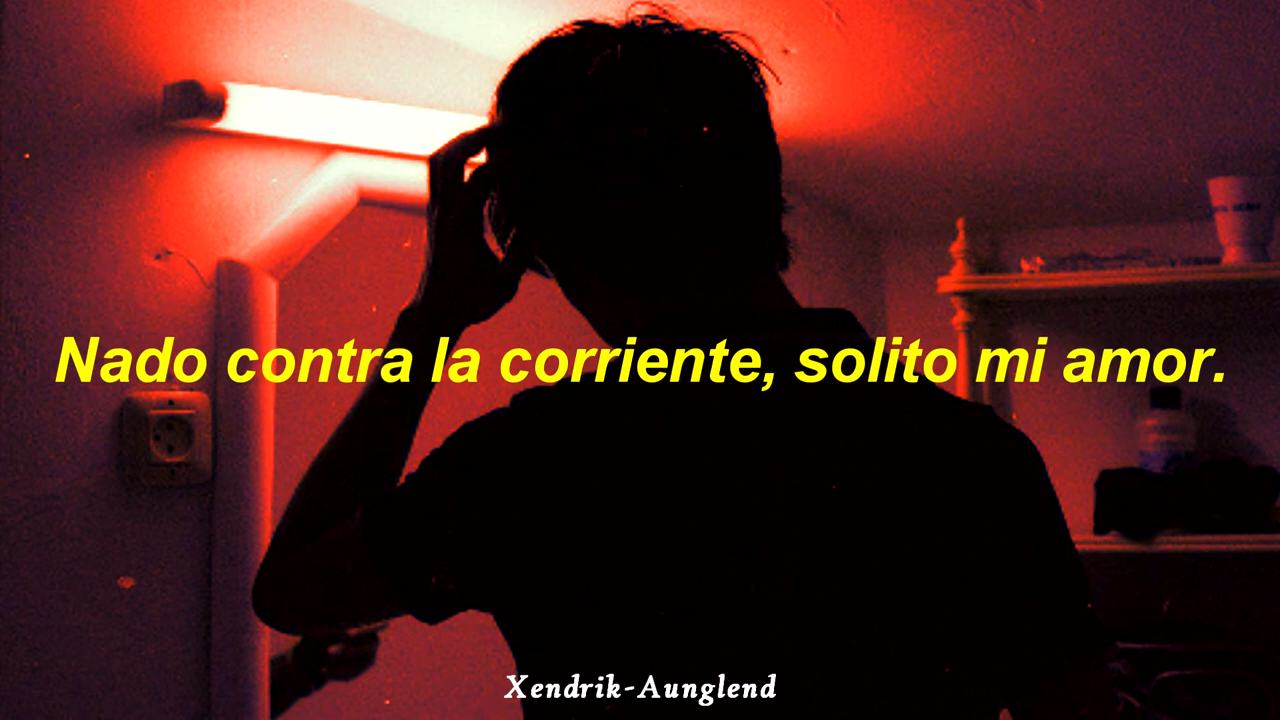 Nado contra la corriente, solito mi amor.
Xendrik-Aunglend